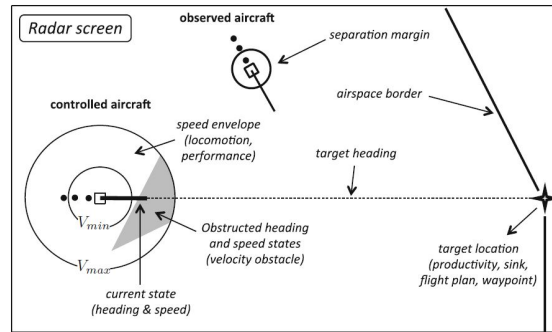 Radar screen
observed aircraft
separation margin
controlled aircraft
airspace border
speed envelope
(locomotion,
performance)
target heading
V_min
Obstructed heading
and speed states
(velocity obstacle)
V_max
target location
(productivity, sink,
flight plan, waypoint)
current state
(heading & speed)